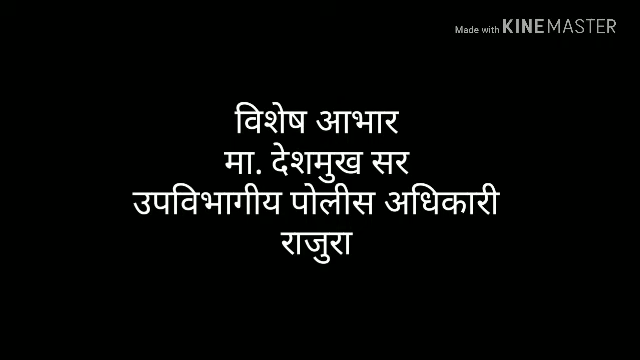 Made with KINEMASTER
विशेष आभार
मा. देशमुख सर
उपविभागीय पोलीस अधिकारी
राजुरा